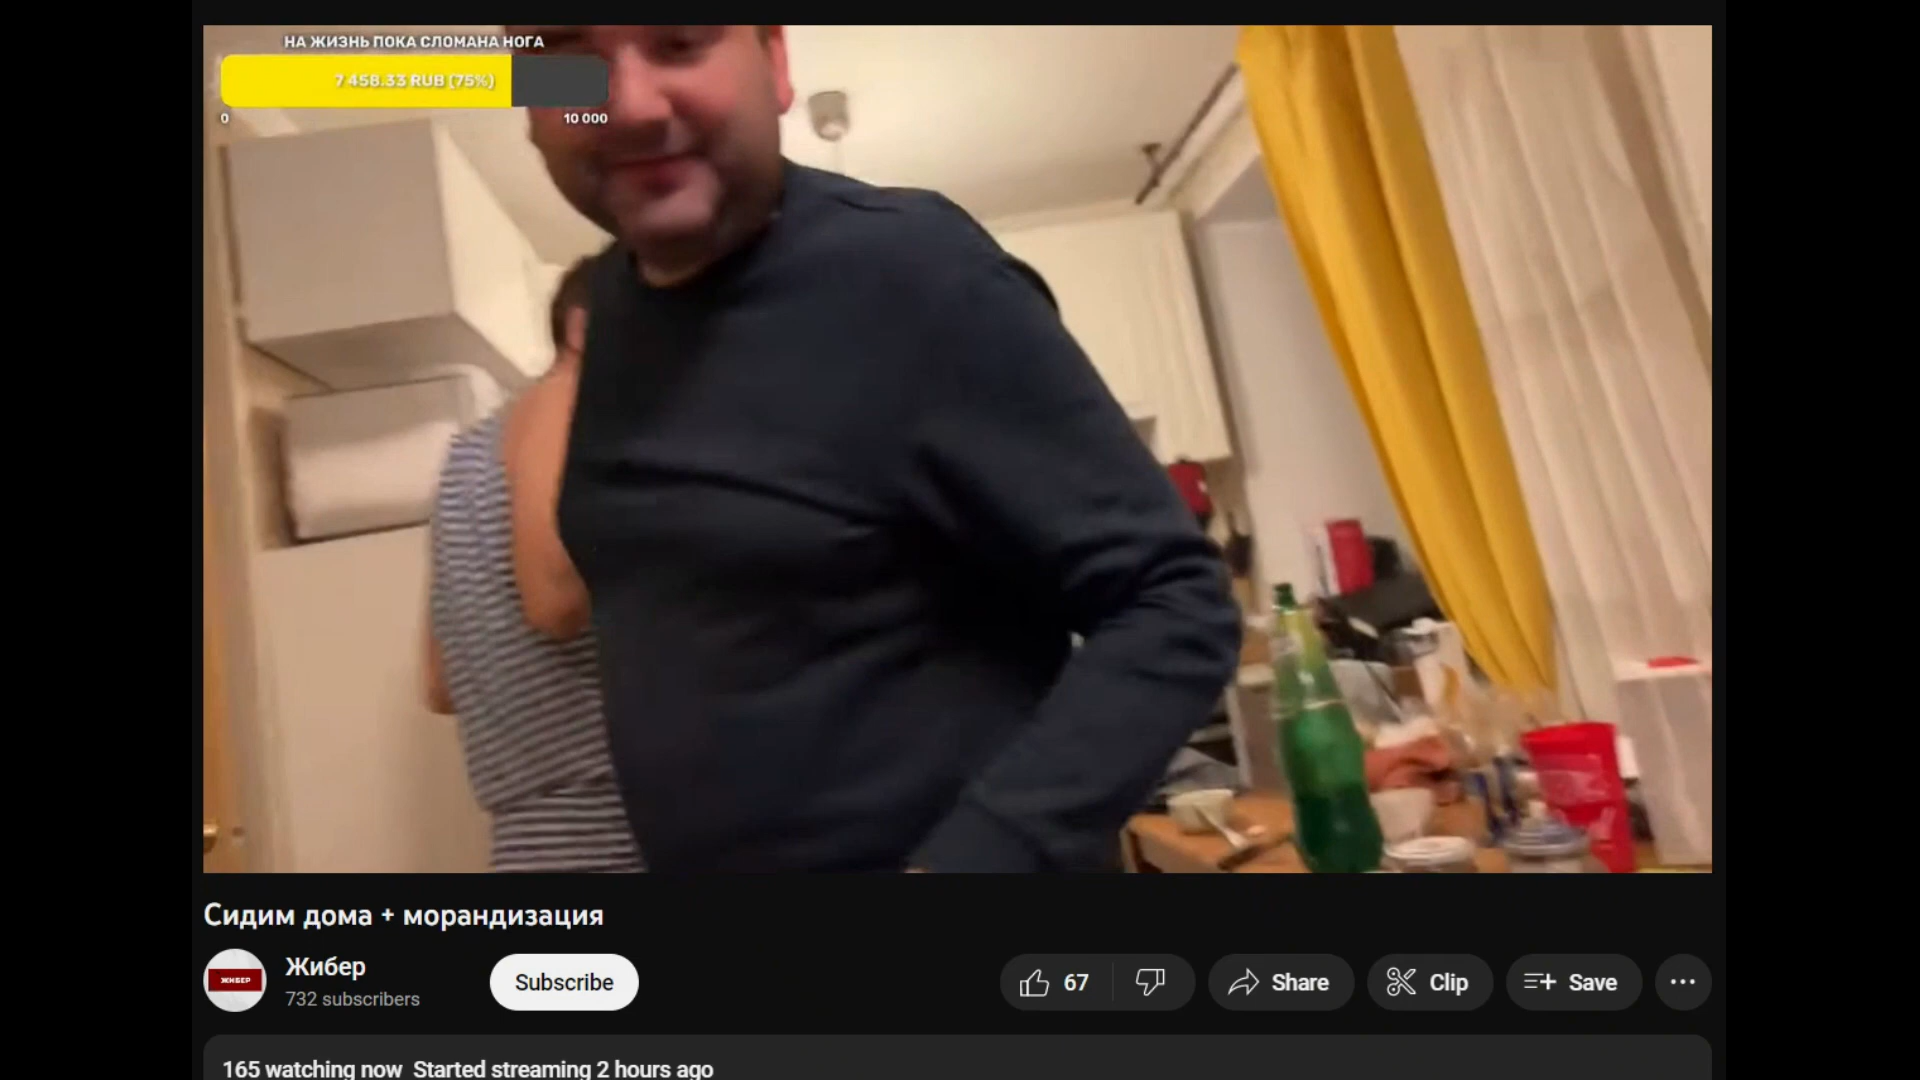 НА ЖИЗНЬ ПОКА СЛОМАНА НОГА
7 458.33 RUB (75%)
0
10 000
Сидим дома + морандизация
ЖИБЕР
Жибер
732 subscribers
Subscribe
67
Share
Clip
Save
165 watching now Started streaming 2 hours ago